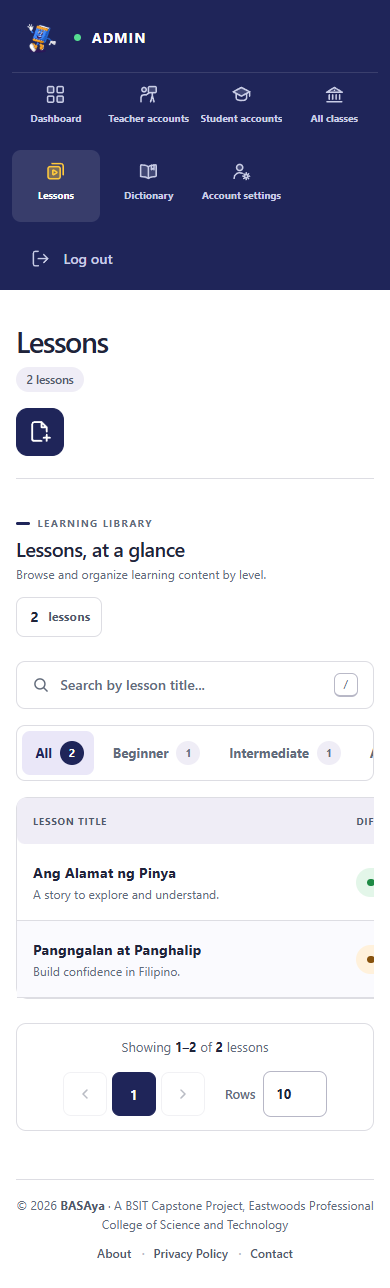 ADMIN
Dashboard
Teacher accounts
Student accounts
All classes
Lessons
Dictionary
Account settings
Log out
Lessons
2 lessons
LEARNING LIBRARY
Lessons, at a glance
Browse and organize learning content by level.
2 lessons
Search by lesson title... /
All 2 Beginner 1 Intermediate 1
LESSON TITLE DIF
Ang Alamat ng Pinya
A story to explore and understand.
Pangngalan at Panghalip
Build confidence in Filipino.
Showing 1–2 of 2 lessons
1 Rows 10
© 2026 BASAya · A BSIT Capstone Project, Eastwoods Professional
College of Science and Technology
About · Privacy Policy · Contact